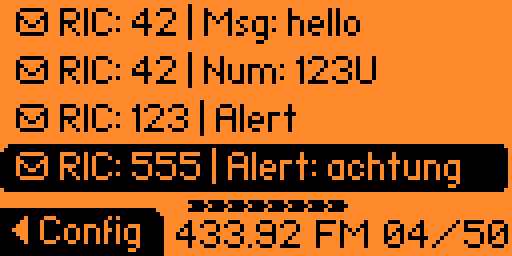 RIC: 42 | Msg: hello
RIC: 42 | Num: 123U
RIC: 123 | Alert
RIC: 555 | Alert: achtung
Config 433.92 FM 04/50